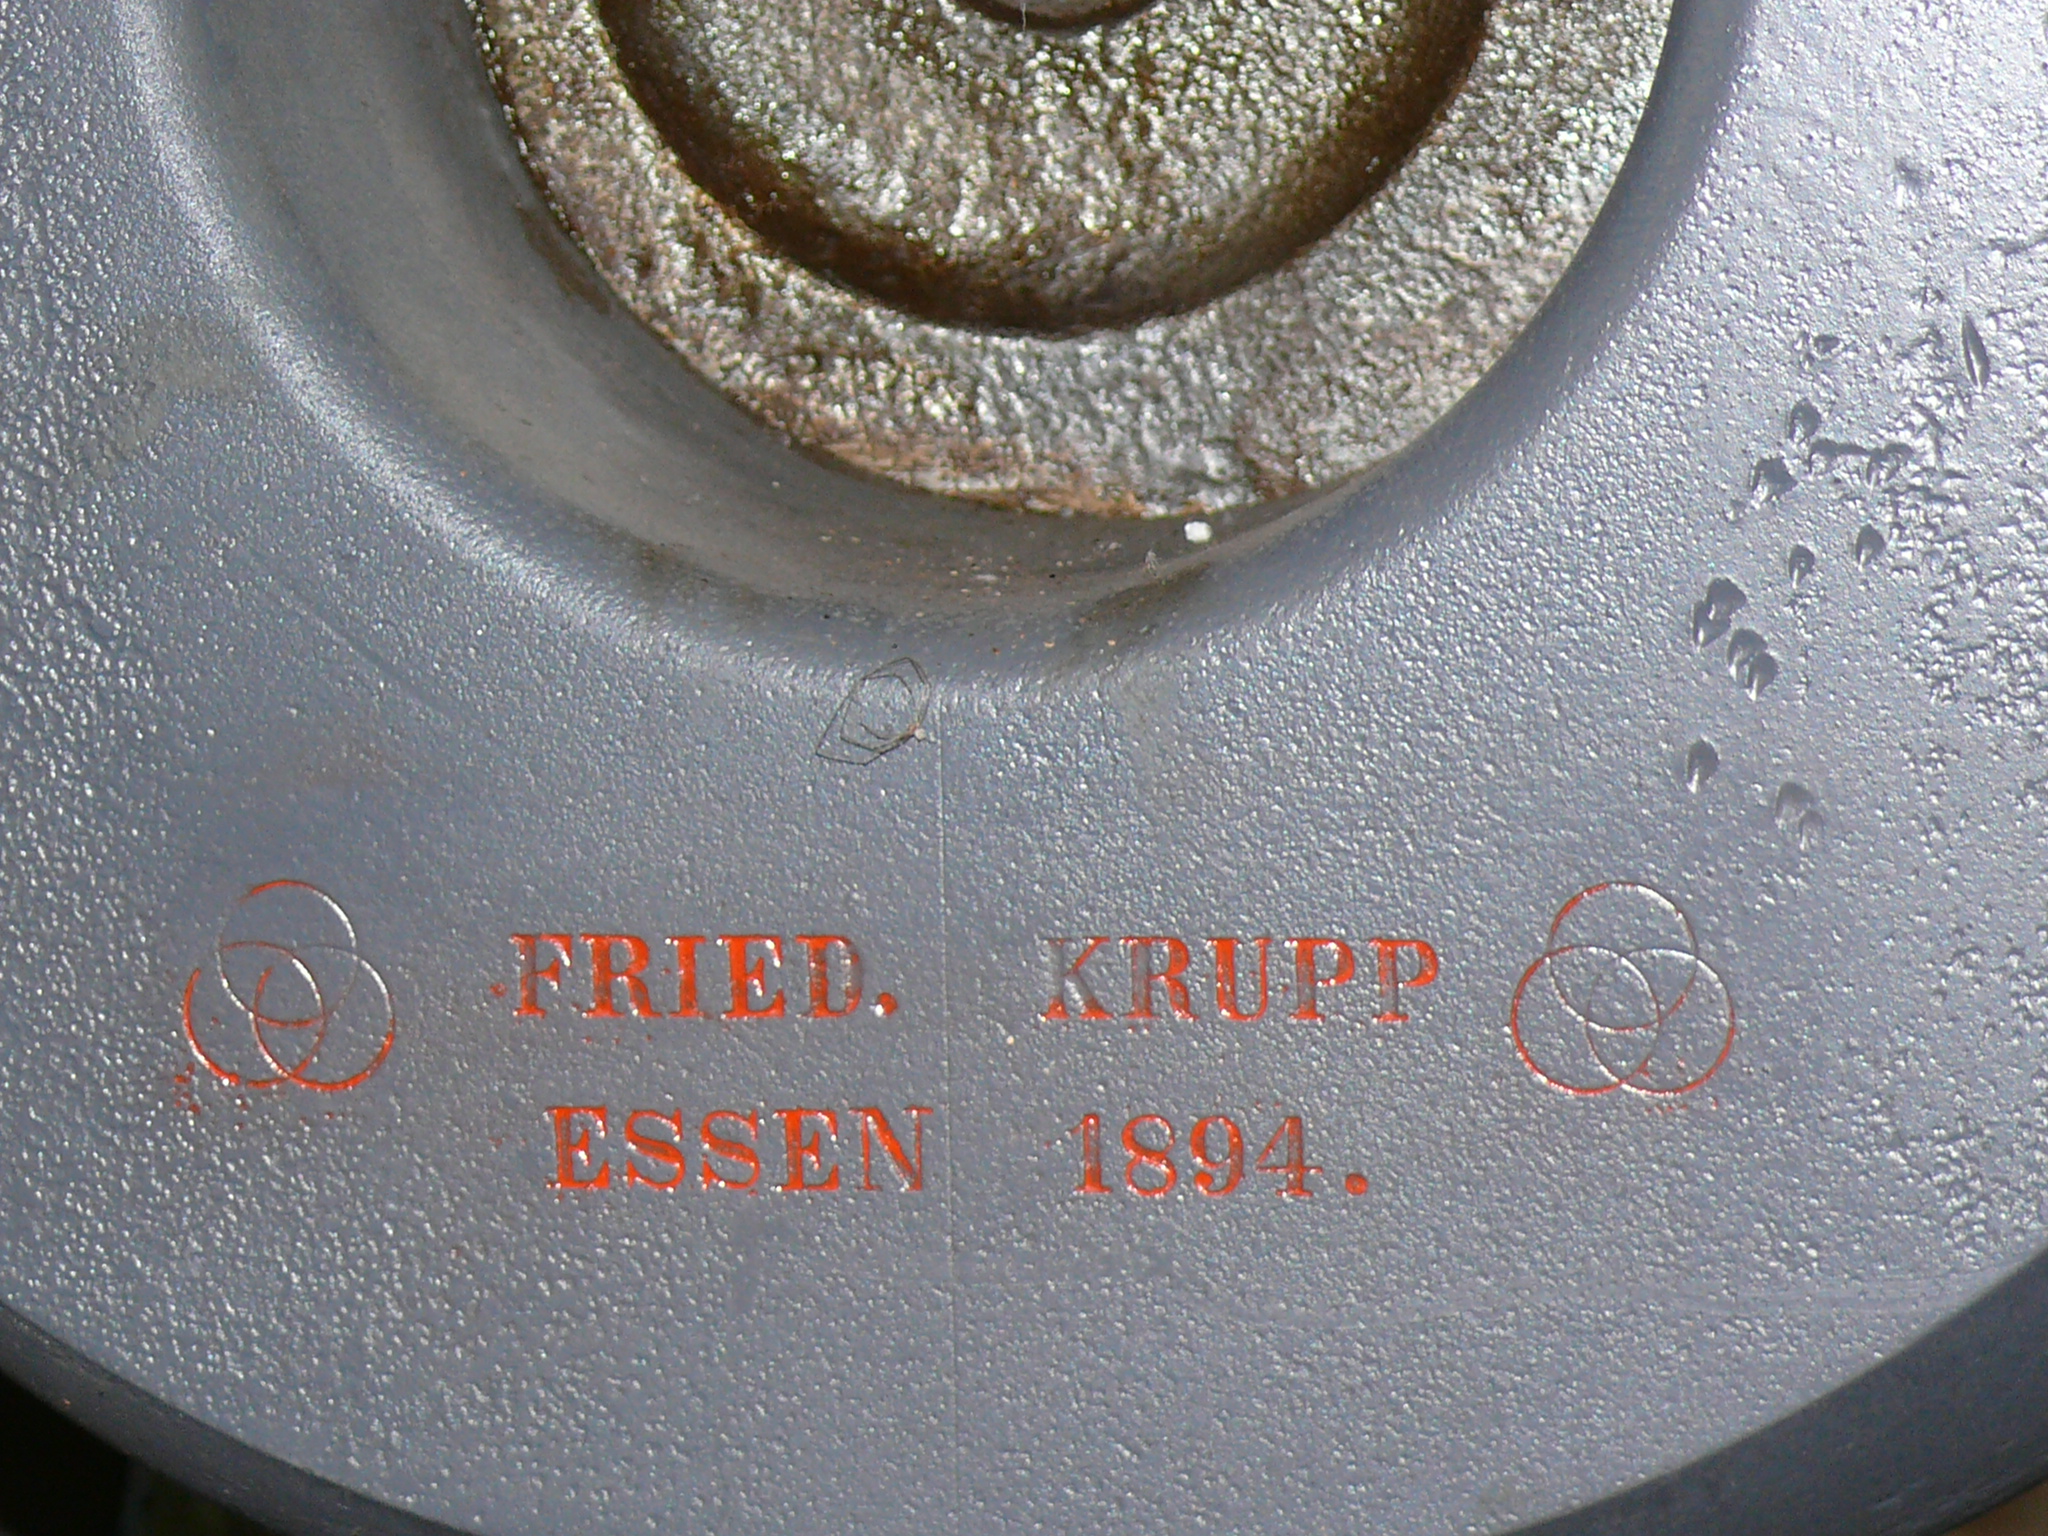 FRIED. KRUPP
ESSEN 1894.